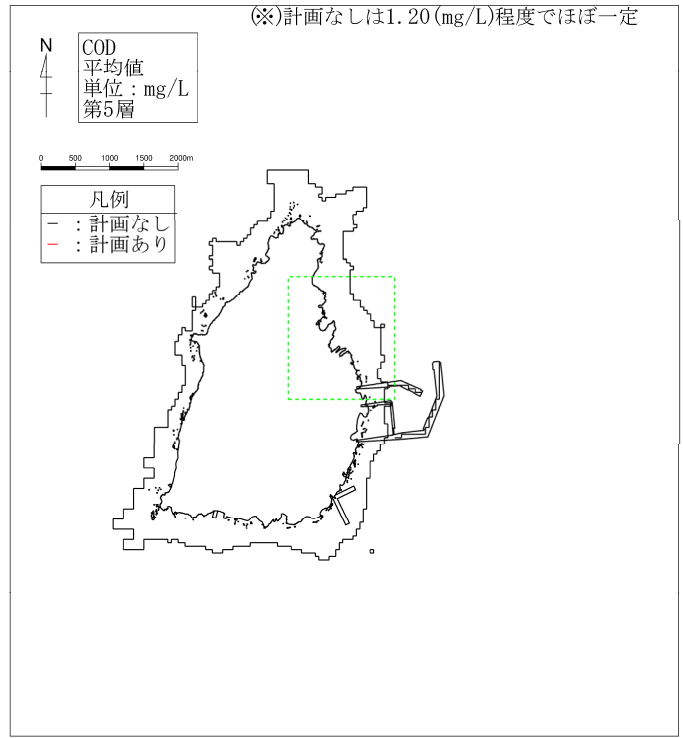 (※)計画なしは1.20(mg/L)程度でほぼ一定
N
COD
平均値
単位：mg/L
第5層
0 500 1000 1500 2000m
凡例
− ：計画なし
− ：計画あり